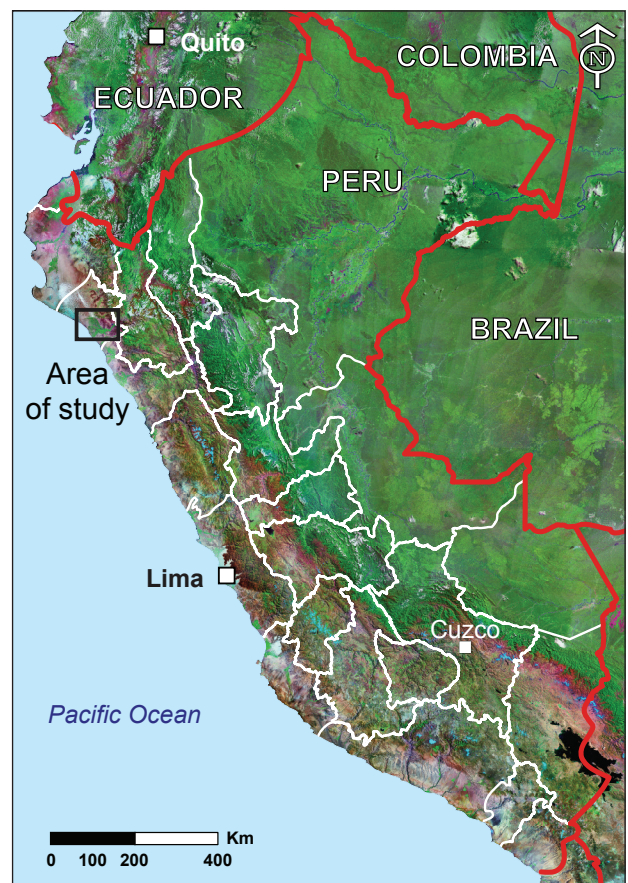 Quito
COLOMBIA
N
ECUADOR
PERU
BRAZIL
Area
of study
Lima
Cuzco
Pacific Ocean
Km
0 100 200 400